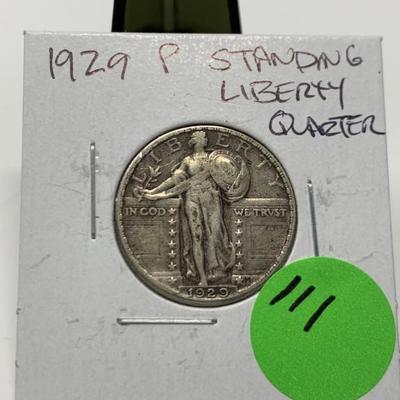 1929 P STANDING
LIBERTY
QUARTER
LIBERTY
IN GOD WE TRUST
1929
111